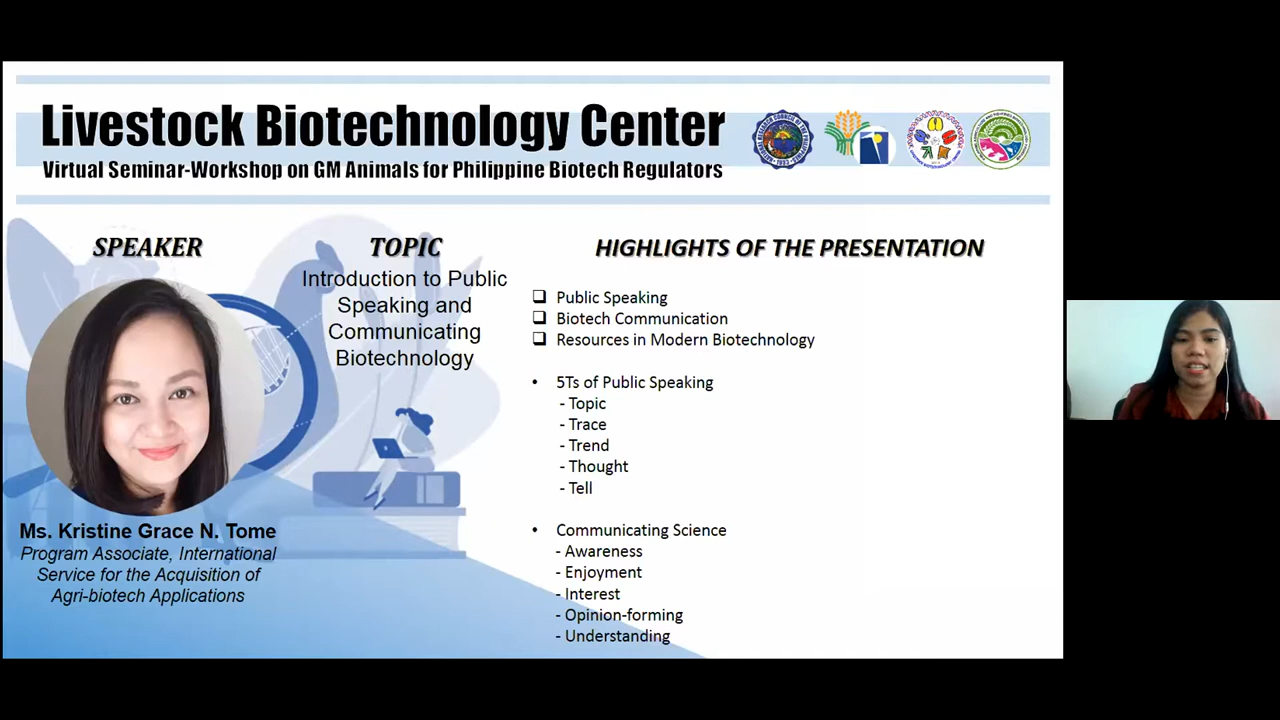 Livestock Biotechnology Center
Virtual Seminar-Workshop on GM Animals for Philippine Biotech Regulators
SPEAKER
Ms. Kristine Grace N. Tome
Program Associate, International
Service for the Acquisition of
Agri-biotech Applications
TOPIC
Introduction to Public
Speaking and
Communicating
Biotechnology
HIGHLIGHTS OF THE PRESENTATION
❑ Public Speaking
❑ Biotech Communication
❑ Resources in Modern Biotechnology
• 5Ts of Public Speaking
- Topic
- Trace
- Trend
- Thought
- Tell
• Communicating Science
- Awareness
- Enjoyment
- Interest
- Opinion-forming
- Understanding